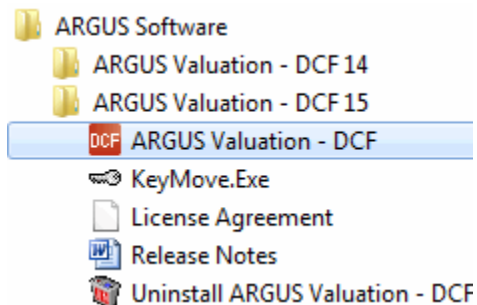 ARGUS Software
ARGUS Valuation - DCF 14
ARGUS Valuation - DCF 15
DCF ARGUS Valuation - DCF
KeyMove.Exe
License Agreement
Release Notes
Uninstall ARGUS Valuation - DCF